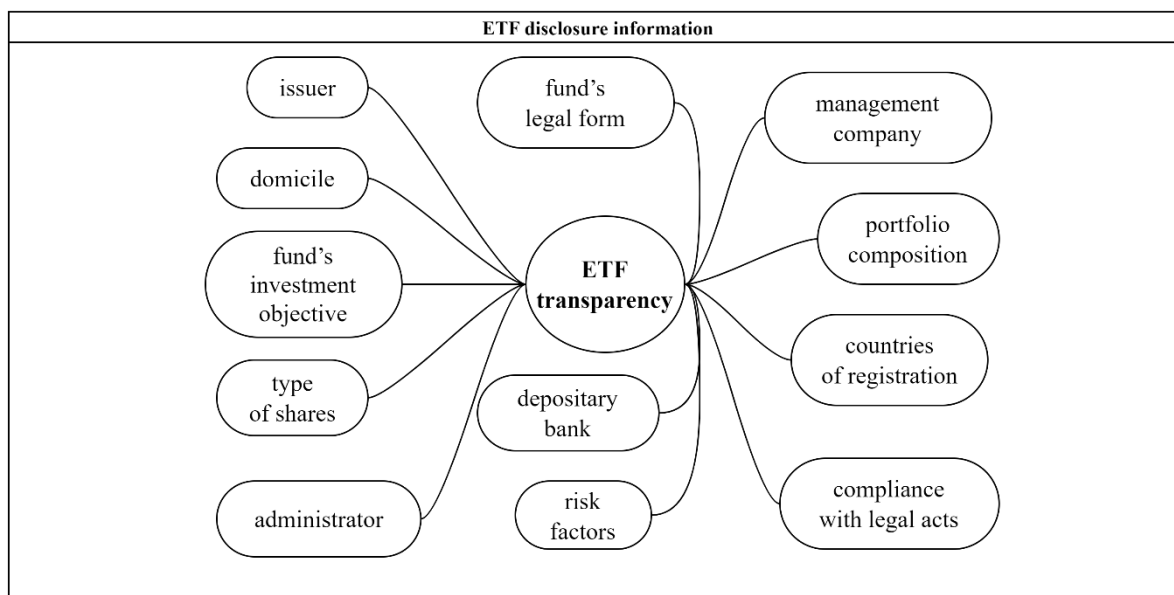 ETF disclosure information
issuer
domicile
fund’s
investment
objective
type
of shares
administrator
fund’s
legal form
ETF
transparency
depositary
bank
risk
factors
management
company
portfolio
composition
countries
of registration
compliance
with legal acts